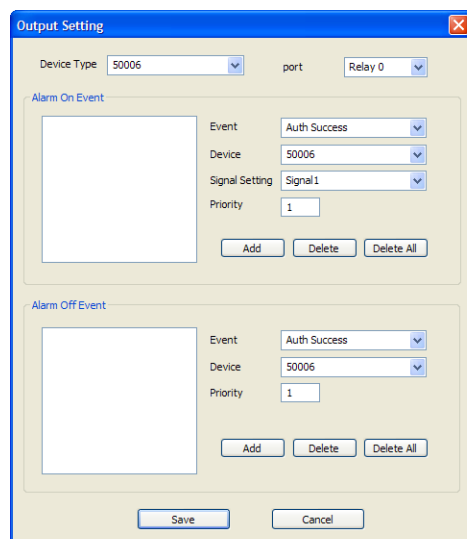 Output Setting
Device Type 50006 port Relay 0
Alarm On Event
Event Auth Success
Device 50006
Signal Setting Signal1
Priority 1
Add Delete Delete All
Alarm Off Event
Event Auth Success
Device 50006
Priority 1
Add Delete Delete All
Save Cancel